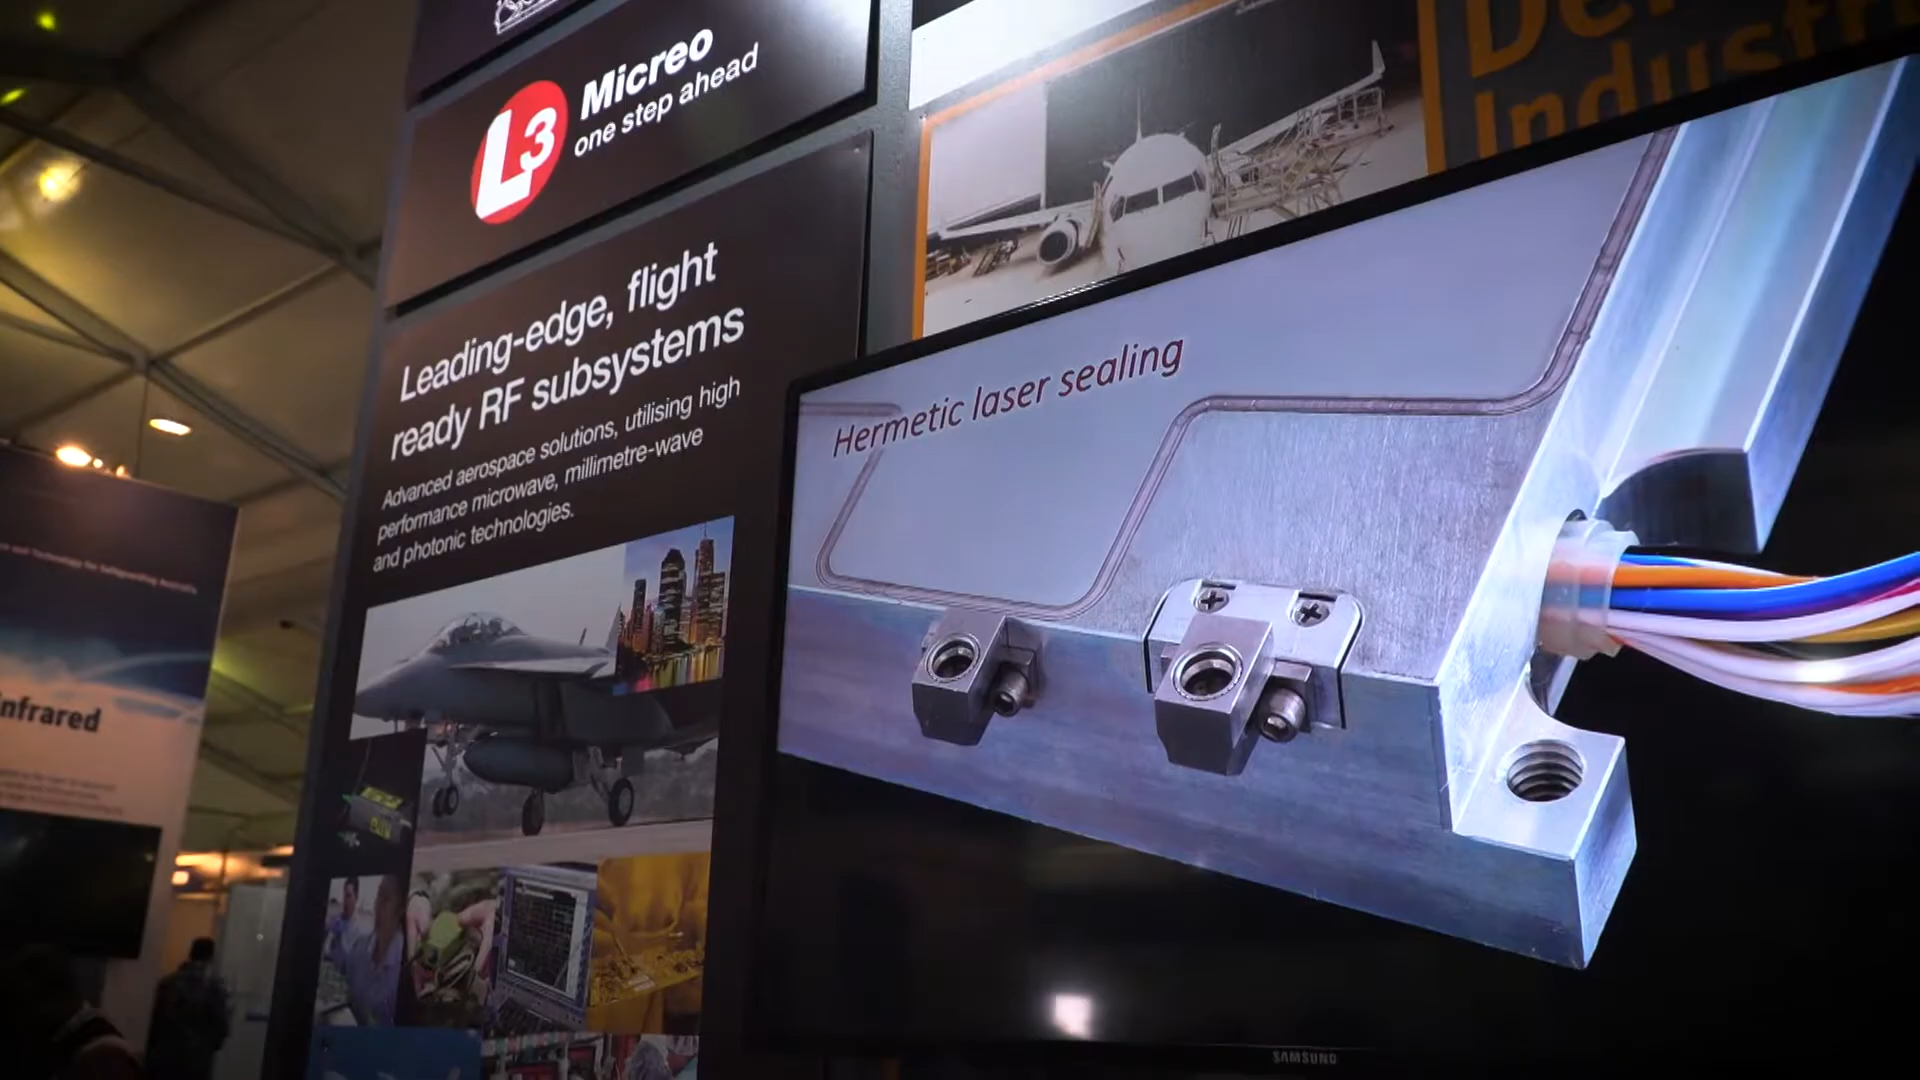 L3
Micreo
one step ahead
Leading-edge, flight
ready RF subsystems
Advanced aerospace solutions, utilising high
performance microwave, millimetre-wave
and photonic technologies.
Hermetic laser sealing
SAMSUNG